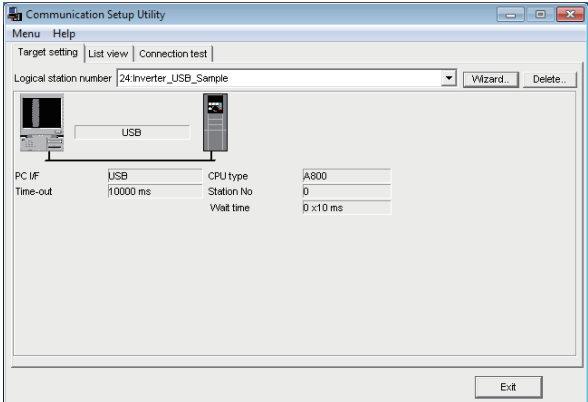 Communication Setup Utility
Menu Help
Target setting List view Connection test
Logical station number 24:Inverter_USB_Sample Wizard.. Delete..
USB
PC I/F USB CPU type A800
Time-out 10000 ms Station No 0
Wait time 0 x10 ms
Exit